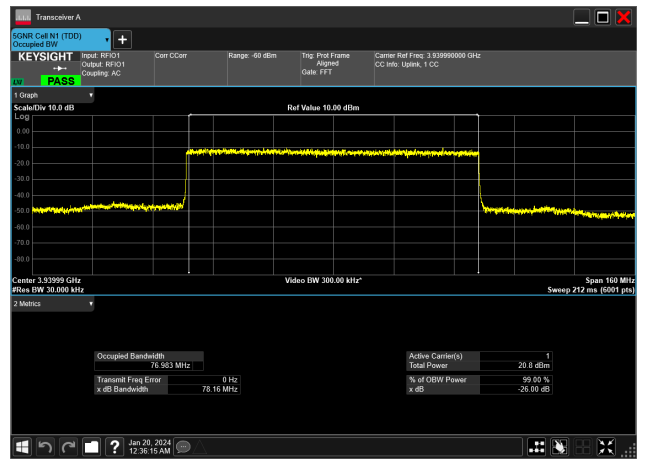 Transceiver A
5GNR Cell N1 (TDD)
Occupied BW
KEYSIGHT
PASS
Input: RFIO1
Output: RFIO1
Coupling: AC
Corr CCorr
Range: -60 dBm
Trig: Prot Frame
Aligned
Gate: FFT
Carrier Ref Freq: 3.939990000 GHz
CC Info: Uplink, 1 CC
1 Graph
Scale/Div 10.0 dB
Ref Value 10.00 dBm
Log
0.00
-10.0
-20.0
-30.0
-40.0
-50.0
-60.0
-70.0
-80.0
Center 3.93999 GHz
Video BW 300.00 kHz*
Span 160 MHz
#Res BW 30.000 kHz
Sweep 212 ms (6001 pts)
2 Metrics
Occupied Bandwidth
76.983 MHz
Transmit Freq Error 0 Hz
x dB Bandwidth 78.16 MHz
Active Carrier(s) 1
Total Power 20.8 dBm
% of OBW Power 99.00 %
x dB -26.00 dB
Jan 20, 2024
12:36:15 AM